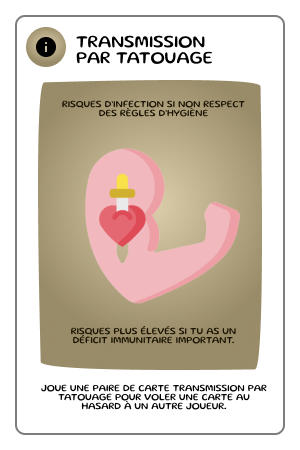 i
TRANSMISSION
PAR TATOUAGE
RISQUES D'INFECTION SI NON RESPECT
DES RÈGLES D'HYGIÈNE
RISQUES PLUS ÉLEVÉS SI TU AS UN
DÉFICIT IMMUNITAIRE IMPORTANT.
JOUE UNE PAIRE DE CARTE TRANSMISSION PAR
TATOUAGE POUR VOLER UNE CARTE AU
HASARD À UN AUTRE JOUEUR.